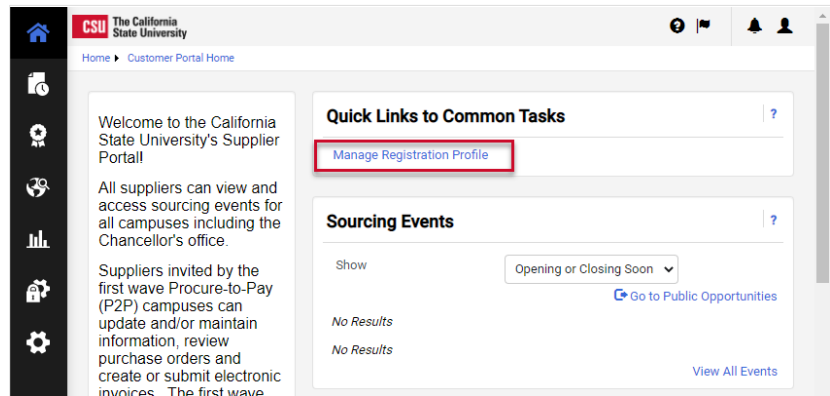 CSU The California
State University
Home ▸ Customer Portal Home
Welcome to the California
State University's Supplier
Portal!
All suppliers can view and
access sourcing events for
all campuses including the
Chancellor's office.
Suppliers invited by the
first wave Procure-to-Pay
(P2P) campuses can
update and/or maintain
information, review
purchase orders and
create or submit electronic
invoices. The first wave
Quick Links to Common Tasks
?
Manage Registration Profile
Sourcing Events
?
Show
Opening or Closing Soon
Go to Public Opportunities
No Results
No Results
View All Events